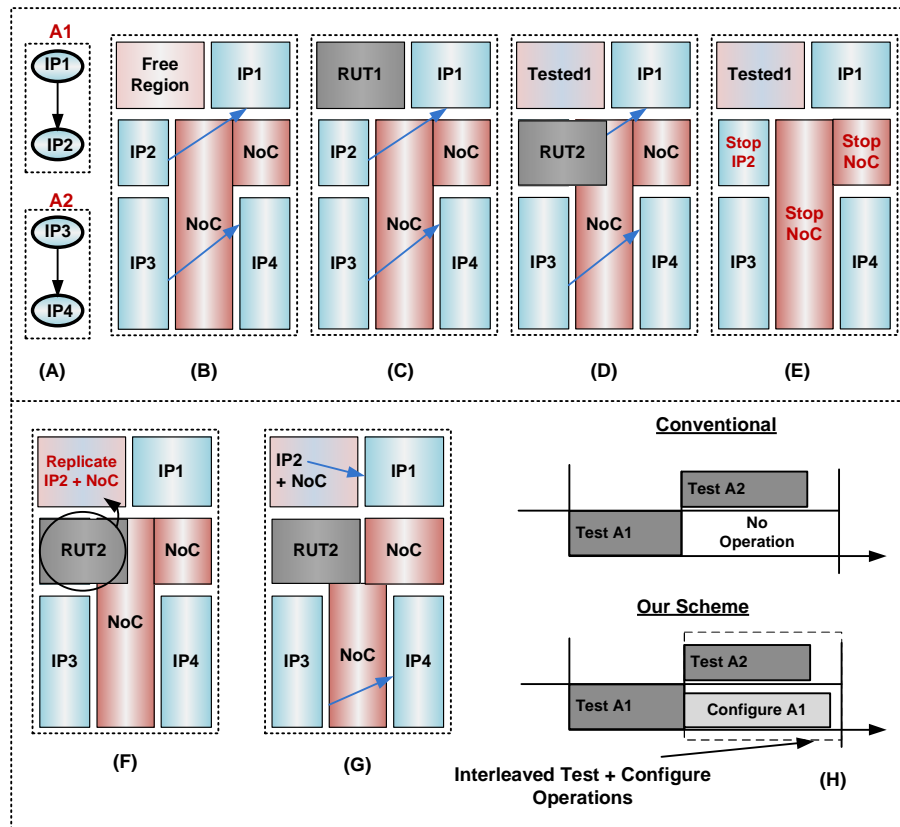 A1
IP1
IP2
A2
IP3
IP4
(A)
Free
Region
IP1
IP2
NoC
NoC
IP3
IP4
(B)
RUT1
IP1
IP2
NoC
NoC
IP3
IP4
(C)
Tested1
IP1
RUT2
NoC
NoC
IP3
IP4
(D)
Tested1
IP1
Stop
IP2
Stop
NoC
Stop
NoC
IP3
IP4
(E)
Replicate
IP2 + NoC
IP1
RUT2
NoC
NoC
IP3
IP4
(F)
IP2
+ NoC
IP1
RUT2
NoC
NoC
IP3
IP4
(G)
Conventional
Test A2
Test A1
No
Operation
Our Scheme
Test A2
Test A1
Configure A1
Interleaved Test + Configure
Operations
(H)